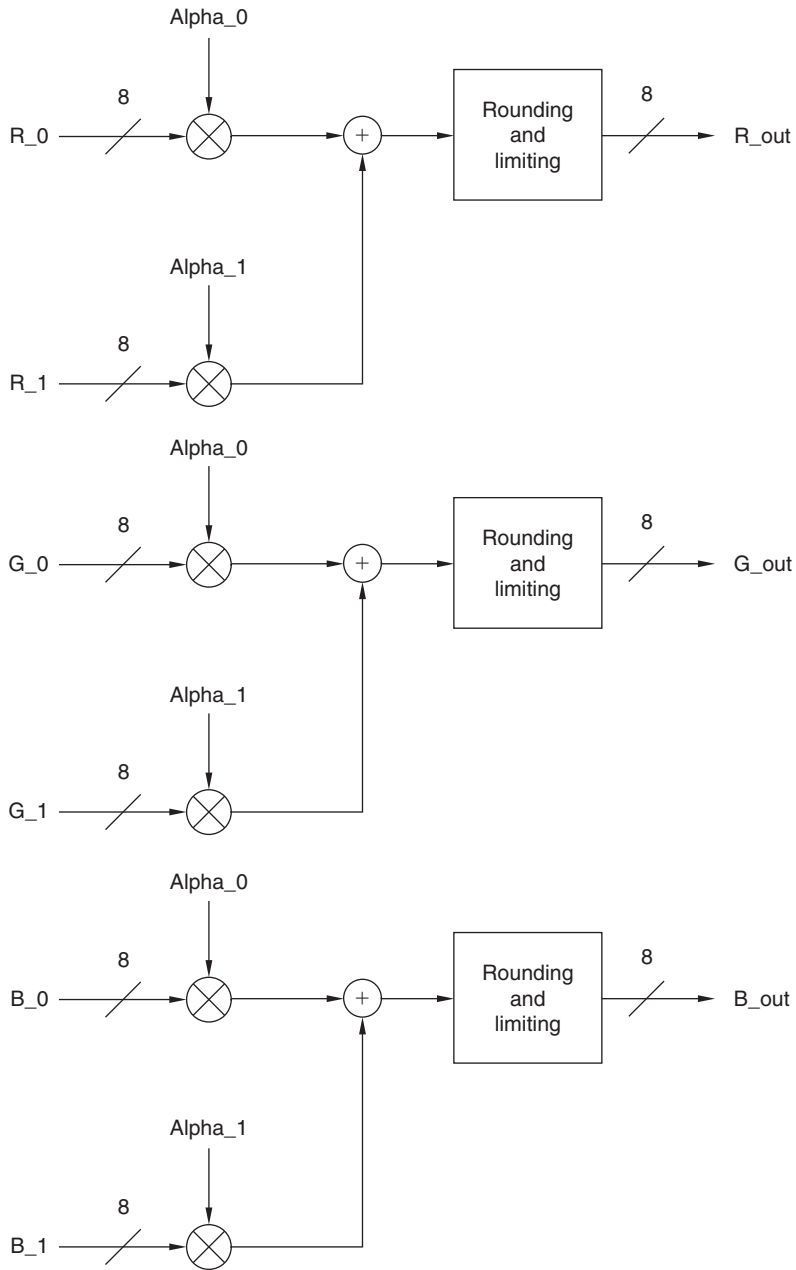 Alpha_0
8
8
R_0
+
Rounding
and
limiting
R_out
Alpha_1
8
R_1
Alpha_0
8
8
G_0
+
Rounding
and
limiting
G_out
Alpha_1
8
G_1
Alpha_0
8
8
B_0
+
Rounding
and
limiting
B_out
Alpha_1
8
B_1